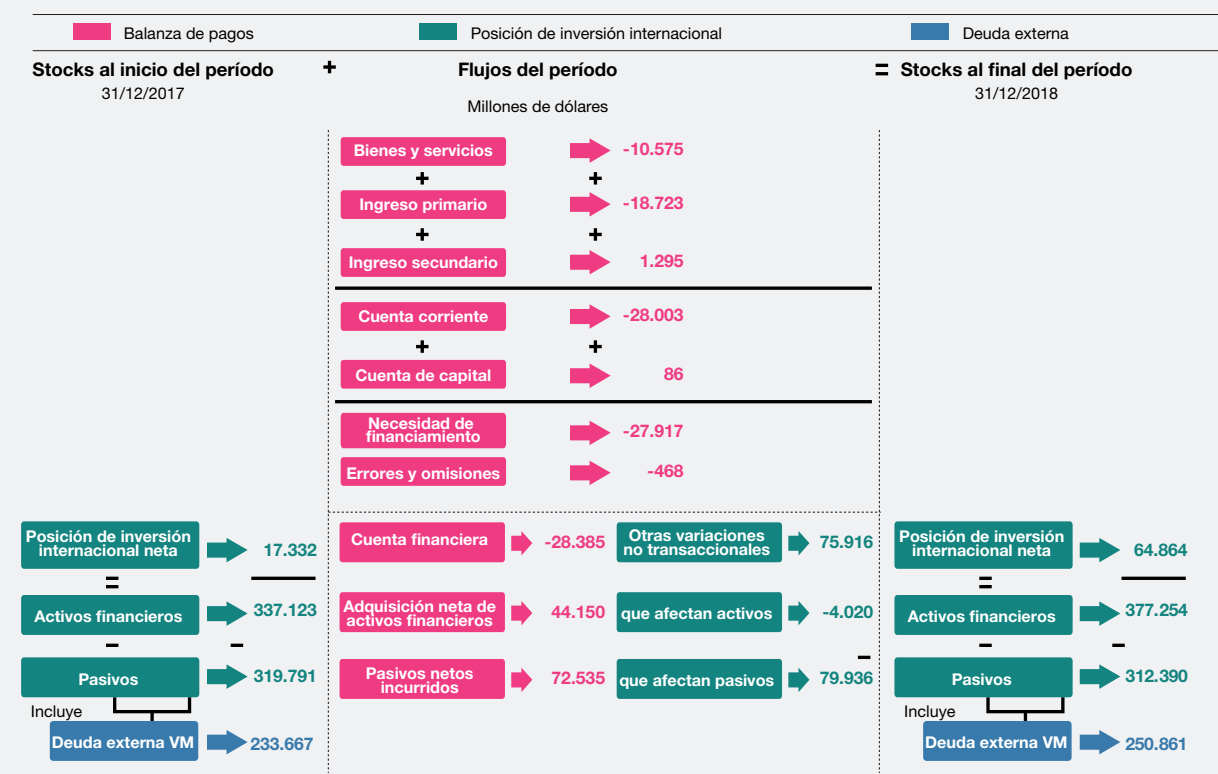 Balanza de pagos
Posición de inversión internacional
Deuda externa
Stocks al inicio del período
+
Flujos del período
=
Stocks al final del período
31/12/2017
31/12/2018
Millones de dólares
Bienes y servicios
-10.575
+ +
Ingreso primario
-18.723
+ +
Ingreso secundario
1.295
Cuenta corriente
-28.003
+ +
Cuenta de capital
86
Necesidad de
financiamiento
-27.917
Errores y omisiones
-468
Posición de inversión
internacional neta
17.332
Cuenta financiera
-28.385
Otras variaciones
no transaccionales
75.916
Posición de inversión
internacional neta
64.864
=
=
Activos financieros
337.123
Adquisición neta de
activos financieros
44.150
que afectan activos
-4.020
Activos financieros
377.254
– –
–
– –
Pasivos
319.791
Pasivos netos
incurridos
72.535
que afectan pasivos
79.936
Pasivos
312.390
Incluye
Incluye
Deuda externa VM
233.667
Deuda externa VM
250.861